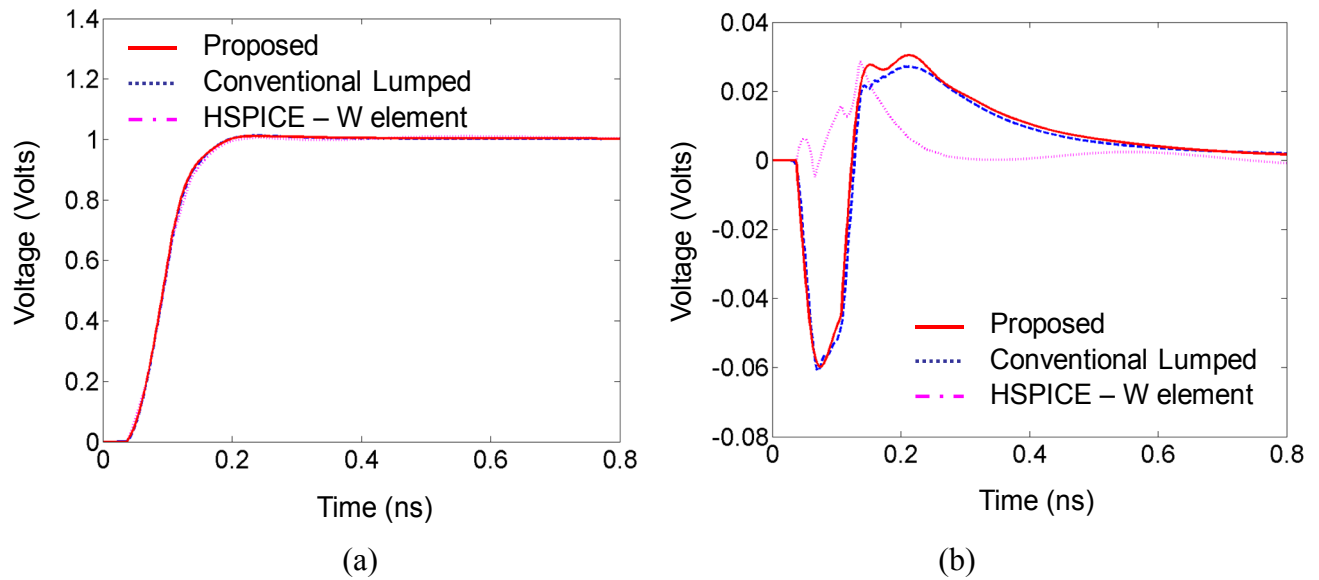 1.4
1.2
1
0.8
0.6
0.4
0.2
0
Voltage (Volts)
Proposed
Conventional Lumped
HSPICE – W element
0
0.2
0.4
0.6
0.8
Time (ns)
(a)
0.04
0.02
0
-0.02
-0.04
-0.06
-0.08
Voltage (Volts)
Proposed
Conventional Lumped
HSPICE – W element
0
0.2
0.4
0.6
0.8
Time (ns)
(b)